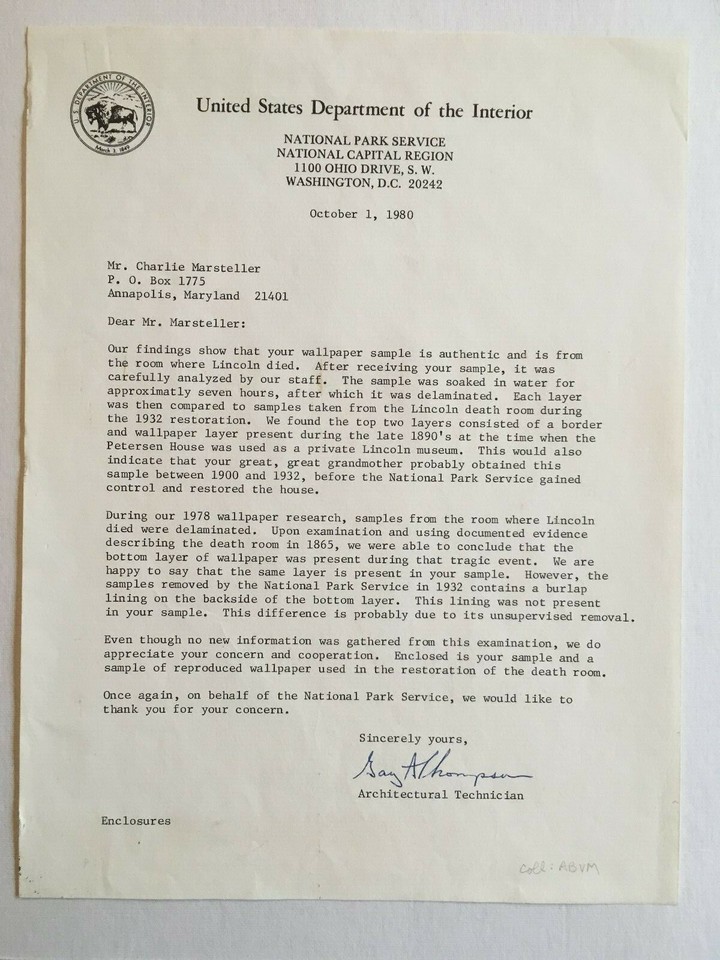 U.S. DEPARTMENT OF THE INTERIOR
March 3, 1849
United States Department of the Interior
NATIONAL PARK SERVICE
NATIONAL CAPITAL REGION
1100 OHIO DRIVE, S. W.
WASHINGTON, D.C. 20242
October 1, 1980
Mr. Charlie Marsteller
P. O. Box 1775
Annapolis, Maryland 21401
Dear Mr. Marsteller:
Our findings show that your wallpaper sample is authentic and is from
the room where Lincoln died. After receiving your sample, it was
carefully analyzed by our staff. The sample was soaked in water for
approximatly seven hours, after which it was delaminated. Each layer
was then compared to samples taken from the Lincoln death room during
the 1932 restoration. We found the top two layers consisted of a border
and wallpaper layer present during the late 1890's at the time when the
Petersen House was used as a private Lincoln museum. This would also
indicate that your great, great grandmother probably obtained this
sample between 1900 and 1932, before the National Park Service gained
control and restored the house.
During our 1978 wallpaper research, samples from the room where Lincoln
died were delaminated. Upon examination and using documented evidence
describing the death room in 1865, we were able to conclude that the
bottom layer of wallpaper was present during that tragic event. We are
happy to say that the same layer is present in your sample. However, the
samples removed by the National Park Service in 1932 contains a burlap
lining on the backside of the bottom layer. This lining was not present
in your sample. This difference is probably due to its unsupervised removal.
Even though no new information was gathered from this examination, we do
appreciate your concern and cooperation. Enclosed is your sample and a
sample of reproduced wallpaper used in the restoration of the death room.
Once again, on behalf of the National Park Service, we would like to
thank you for your concern.
Sincerely yours,
Thompson
Architectural Technician
Enclosures
coll: ABVM